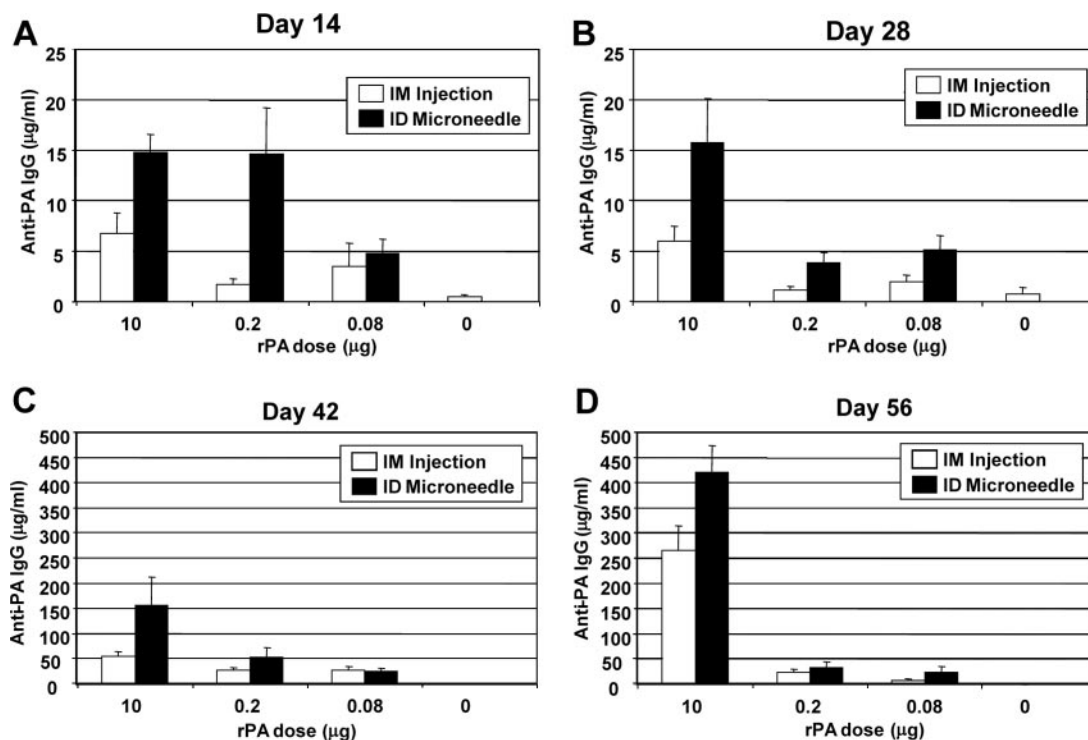 A
Day 14
25
20
15
10
5
0
Anti-PA IgG (µg/ml)
IM Injection
ID Microneedle
10 0.2 0.08 0
rPA dose (µg)
B
Day 28
25
20
15
10
5
0
Anti-PA IgG (µg/ml)
IM Injection
ID Microneedle
10 0.2 0.08 0
rPA dose (µg)
C
Day 42
500
450
400
350
300
250
200
150
100
50
0
Anti-PA IgG (µg/ml)
IM Injection
ID Microneedle
10 0.2 0.08 0
rPA dose (µg)
D
Day 56
500
450
400
350
300
250
200
150
100
50
0
Anti-PA IgG (µg/ml)
IM Injection
ID Microneedle
10 0.2 0.08 0
rPA dose (µg)